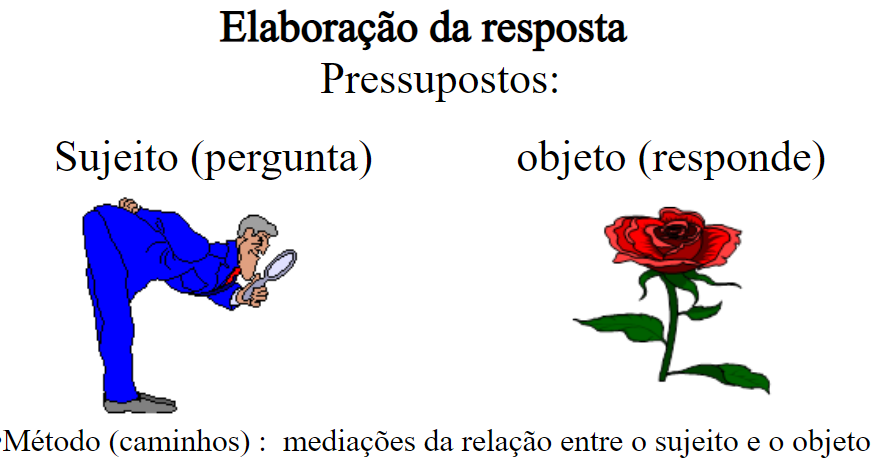 Elaboração da resposta
Pressupostos:
Sujeito (pergunta) objeto (responde)
•Método (caminhos) : mediações da relação entre o sujeito e o objeto